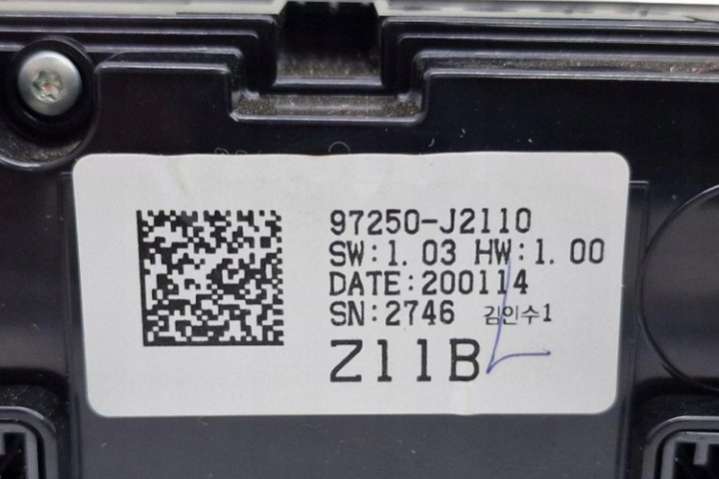 97250-J2110
SW:1.03 HW:1.00
DATE:200114
SN:2746 김인수1
Z11B